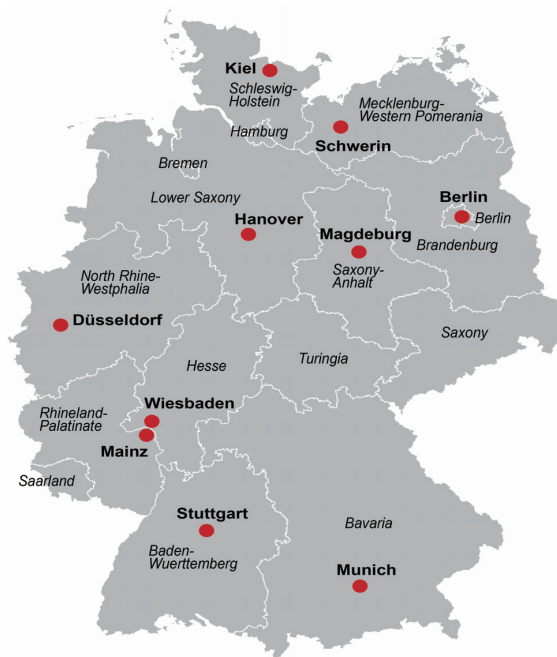 Kiel
Schleswig-
Holstein
Mecklenburg-
Western Pomerania
Hamburg
Schwerin
Bremen
Lower Saxony
Berlin
Berlin
Hanover
Magdeburg
Brandenburg
Saxony-
Anhalt
North Rhine-
Westphalia
Düsseldorf
Saxony
Hesse
Turingia
Wiesbaden
Rhineland-
Palatinate
Mainz
Saarland
Stuttgart
Bavaria
Baden-
Wuerttemberg
Munich